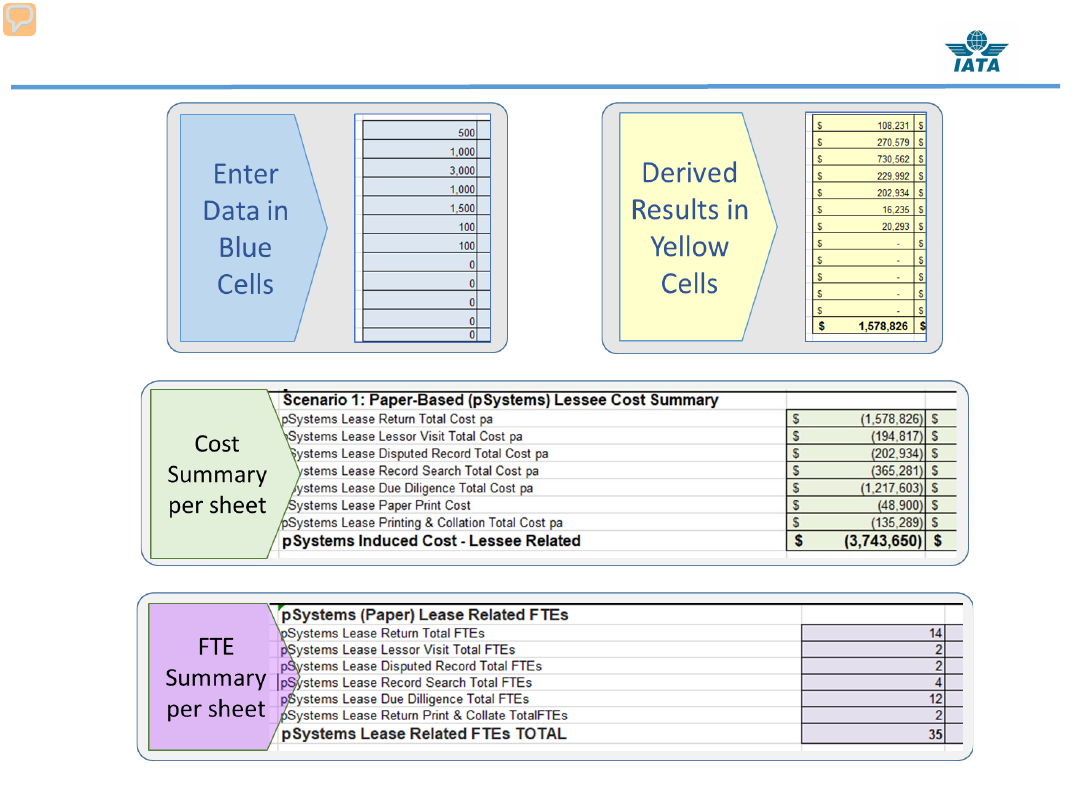 IATA
Enter
Data in
Blue
Cells
500
1,000
3,000
1,000
1,500
100
100
0
0
0
0
0
Derived
Results in
Yellow
Cells
$ 108,231 $
$ 270,579 $
$ 730,562 $
$ 229,992 $
$ 202,934 $
$ 16,235 $
$ 20,293 $
$ - $
$ - $
$ - $
$ - $
$ - $
$ 1,578,826 $
Cost
Summary
per sheet
Scenario 1: Paper-Based (pSystems) Lessee Cost Summary
pSystems Lease Return Total Cost pa $ (1,578,826) $
Systems Lease Lessor Visit Total Cost pa $ (194,817) $
Systems Lease Disputed Record Total Cost pa $ (202,934) $
ystems Lease Record Search Total Cost pa $ (365,281) $
ystems Lease Due Diligence Total Cost pa $ (1,217,603) $
Systems Lease Paper Print Cost $ (48,900) $
pSystems Lease Printing & Collation Total Cost pa $ (135,289) $
pSystems Induced Cost - Lessee Related $ (3,743,650) $
FTE
Summary
per sheet
pSystems (Paper) Lease Related FTEs
pSystems Lease Return Total FTEs 14
pSystems Lease Lessor Visit Total FTEs 2
pSystems Lease Disputed Record Total FTEs 2
pSystems Lease Record Search Total FTEs 4
pSystems Lease Due Dilligence Total FTEs 12
pSystems Lease Return Print & Collate TotalFTEs 2
pSystems Lease Related FTEs TOTAL 35